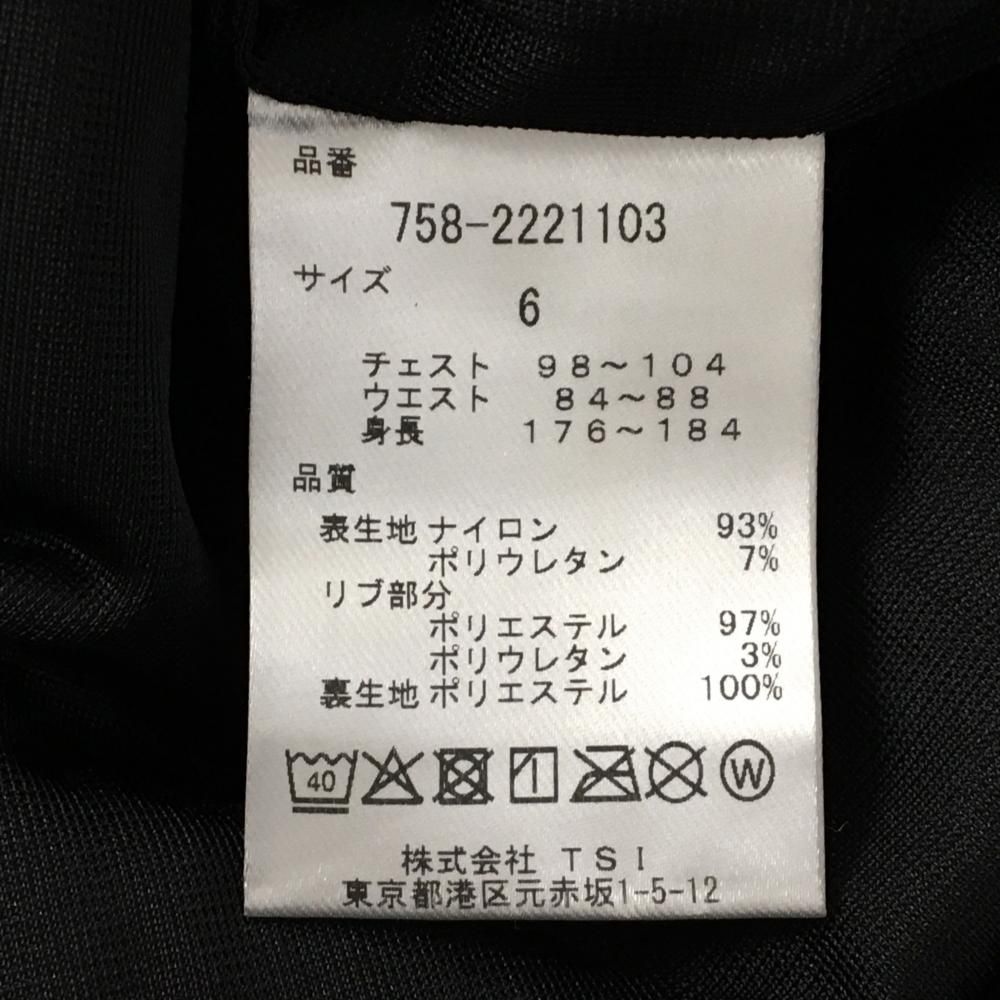 品番
758-2221103
サイズ
6
チェスト 98～104
ウエスト 84～88
身長 176～184
品質
表生地 ナイロン 93%
ポリウレタン 7%
リブ部分
ポリエステル 97%
ポリウレタン 3%
裏生地 ポリエステル 100%
40 W
株式会社 TSI
東京都港区元赤坂1-5-12